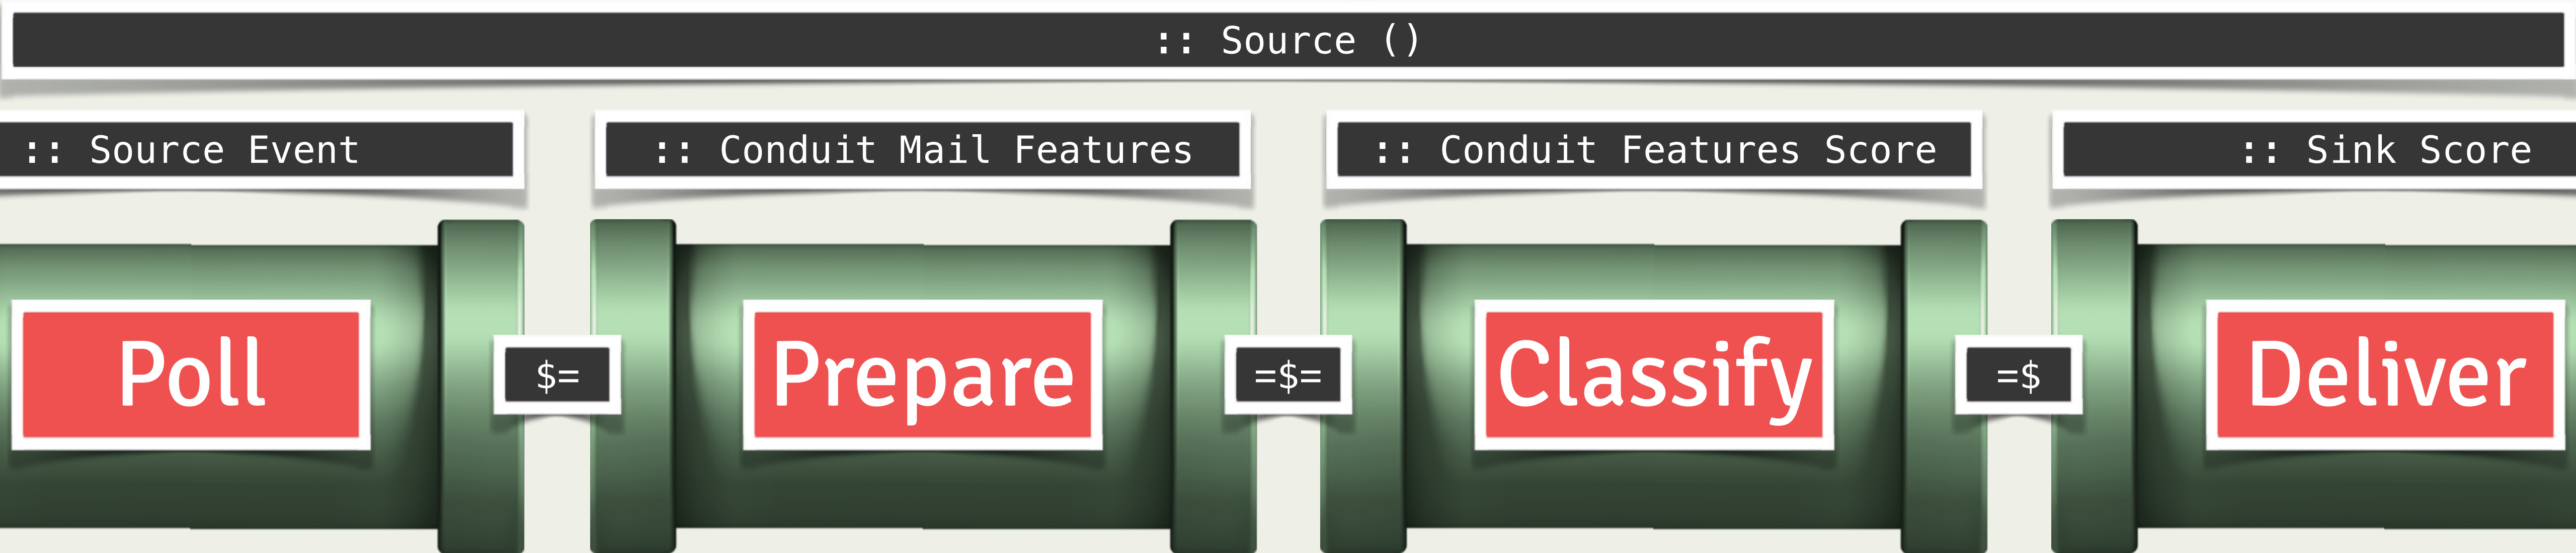 :: Source ()
:: Source Event
:: Conduit Mail Features
:: Conduit Features Score
:: Sink Score
Poll
$=
Prepare
=$=
Classify
=$
Deliver